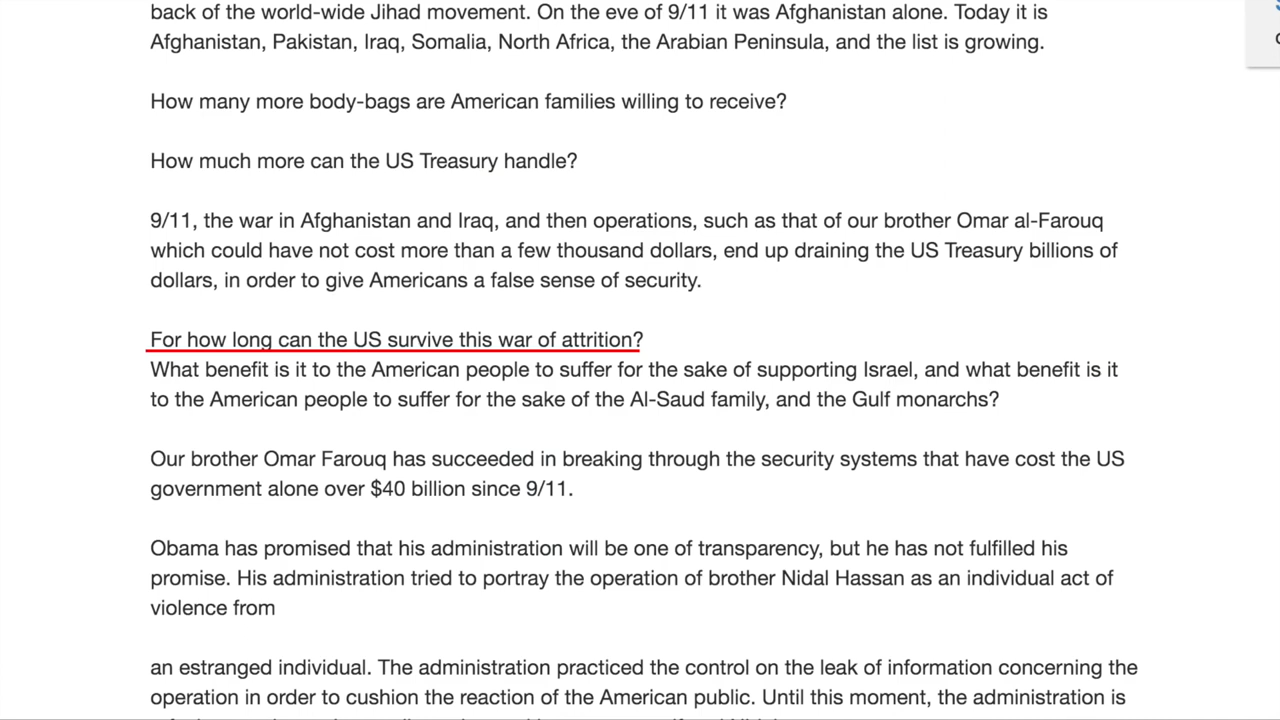 back of the world-wide Jihad movement. On the eve of 9/11 it was Afghanistan alone. Today it is
Afghanistan, Pakistan, Iraq, Somalia, North Africa, the Arabian Peninsula, and the list is growing.
How many more body-bags are American families willing to receive?
How much more can the US Treasury handle?
9/11, the war in Afghanistan and Iraq, and then operations, such as that of our brother Omar al-Farouq
which could have not cost more than a few thousand dollars, end up draining the US Treasury billions of
dollars, in order to give Americans a false sense of security.
For how long can the US survive this war of attrition?
What benefit is it to the American people to suffer for the sake of supporting Israel, and what benefit is it
to the American people to suffer for the sake of the Al-Saud family, and the Gulf monarchs?
Our brother Omar Farouq has succeeded in breaking through the security systems that have cost the US
government alone over $40 billion since 9/11.
Obama has promised that his administration will be one of transparency, but he has not fulfilled his
promise. His administration tried to portray the operation of brother Nidal Hassan as an individual act of
violence from
an estranged individual. The administration practiced the control on the leak of information concerning the
operation in order to cushion the reaction of the American public. Until this moment, the administration is